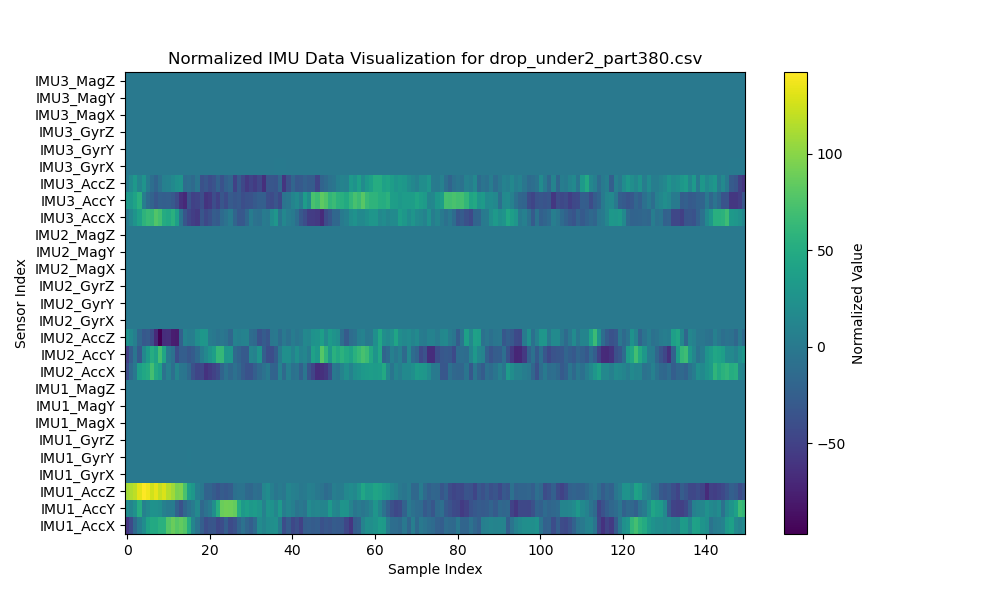 Normalized IMU Data Visualization for drop_under2_part380.csv
IMU3_MagZ
IMU3_MagY
IMU3_MagX
IMU3_GyrZ
IMU3_GyrY
IMU3_GyrX
IMU3_AccZ
IMU3_AccY
IMU3_AccX
IMU2_MagZ
IMU2_MagY
IMU2_MagX
IMU2_GyrZ
IMU2_GyrY
IMU2_GyrX
IMU2_AccZ
IMU2_AccY
IMU2_AccX
IMU1_MagZ
IMU1_MagY
IMU1_MagX
IMU1_GyrZ
IMU1_GyrY
IMU1_GyrX
IMU1_AccZ
IMU1_AccY
IMU1_AccX
Sensor Index
0 20 40 60 80 100 120 140
Sample Index
100
50
0
−50
Normalized Value